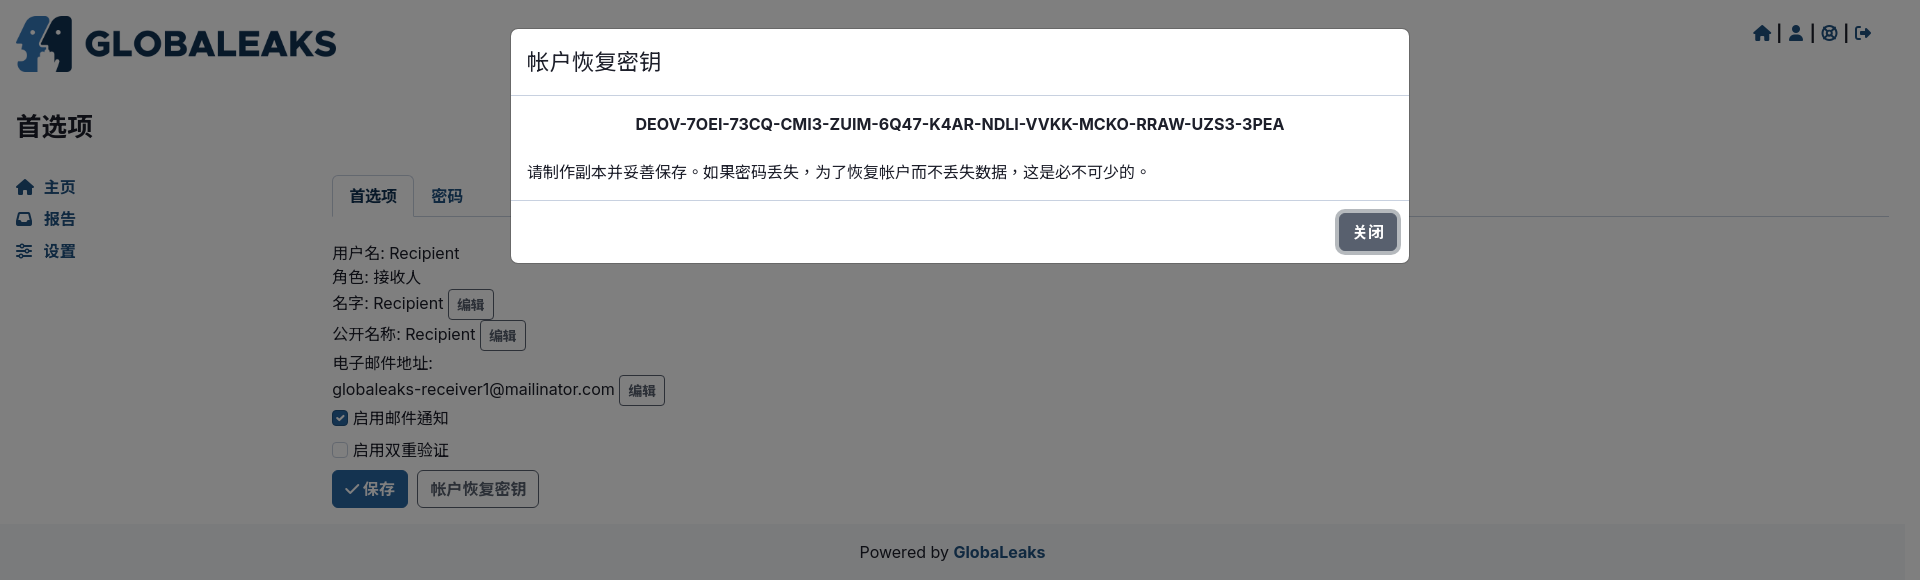 GLOBALEAKS
帐户恢复密钥
DEOV-7OEI-73CQ-CMI3-ZUIM-6Q47-K4AR-NDLI-VVKK-MCKO-RRAW-UZS3-3PEA
请制作副本并妥善保存。如果密码丢失，为了恢复帐户而不丢失数据，这是必不可少的。
关闭
首选项
主页
报告
设置
首选项 密码
用户名: Recipient
角色: 接收人
名字: Recipient 编辑
公开名称: Recipient 编辑
电子邮件地址:
globaleaks-receiver1@mailinator.com 编辑
启用邮件通知
启用双重验证
保存 帐户恢复密钥
Powered by GlobaLeaks